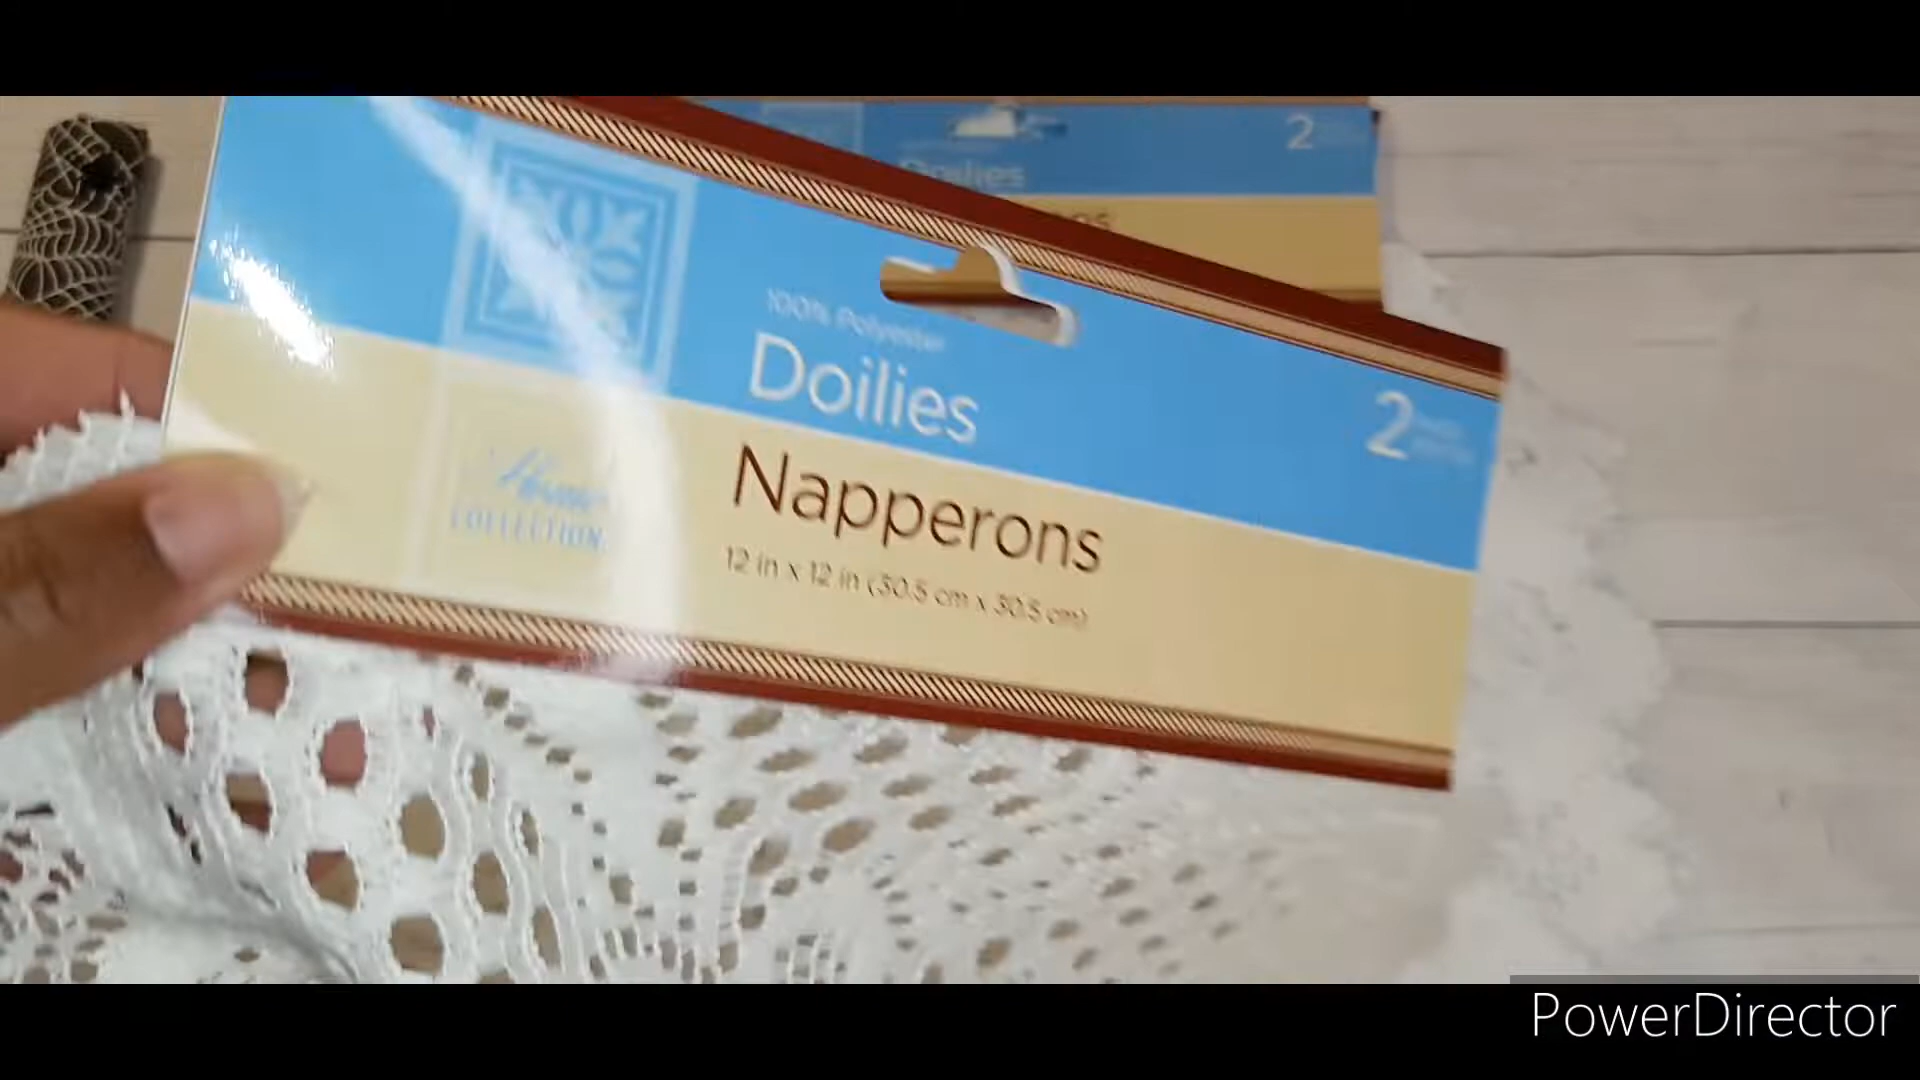 2
Doilies
100% Polyester
Doilies
2
Napperons
12 in x 12 in (30.5 cm x 30.5 cm)
Home
COLLECTION
PowerDirector